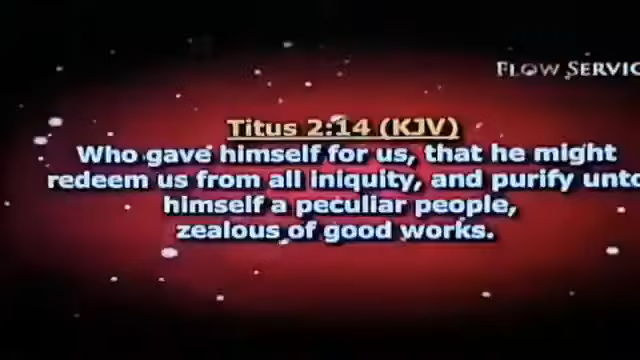 FLOW SERVIC
Titus 2:14 (KJV)
Who gave himself for us, that he might
redeem us from all iniquity, and purify unto
himself a peculiar people,
zealous of good works.